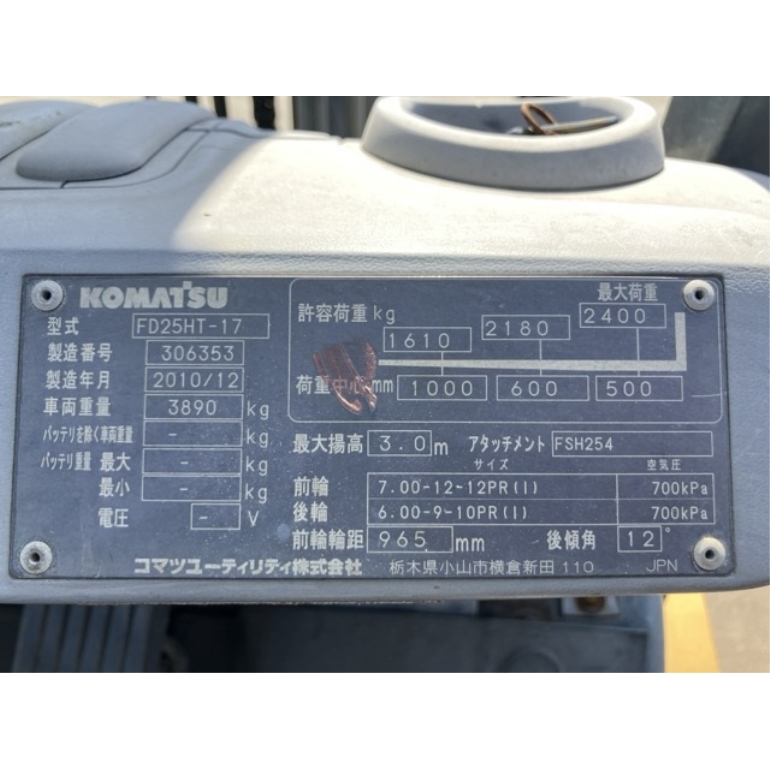 KOMATSU
型式 FD25HT-17
製造番号 306353
製造年月 2010/12
車両重量 3890 kg
バッテリを除く車両重量 - kg
バッテリ重量 最大 - kg
最小 - kg
電圧 - V
最大荷重
許容荷重 kg 1610 2180 2400
荷重中心 mm 1000 600 500
最大揚高 3.0 m アタッチメント FSH254
サイズ 空気圧
前輪 7.00-12-12PR(I) 700kPa
後輪 6.00-9-10PR(I) 700kPa
前輪輪距 965 mm 後傾角 12°
コマツユーティリティ株式会社 栃木県小山市横倉新田110 JPN